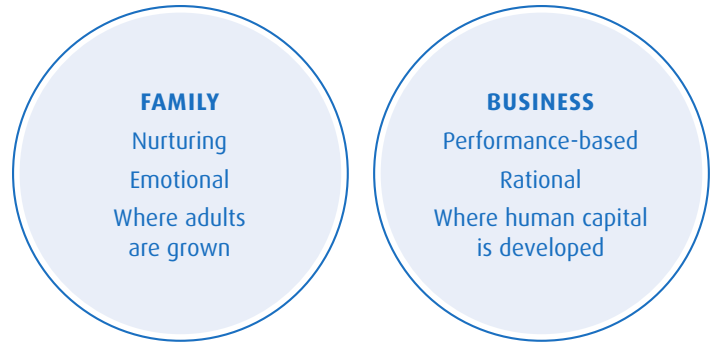 FAMILY
Nurturing
Emotional
Where adults
are grown
BUSINESS
Performance-based
Rational
Where human capital
is developed